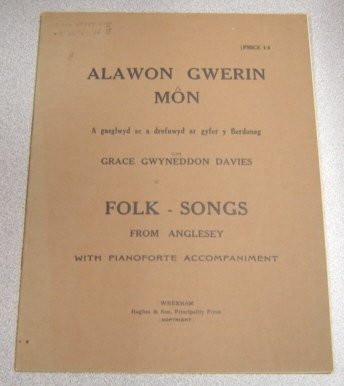 (PRICE 1/6
ALAWON GWERIN
MÔN
A gasglwyd ac a drefnwyd ar gyfer y Berdoneg
GAN
GRACE GWYNEDDON DAVIES
FOLK - SONGS
FROM ANGLESEY
WITH PIANOFORTE ACCOMPANIMENT
WREXHAM
Hughes & Son, Principality Press
COPYRIGHT